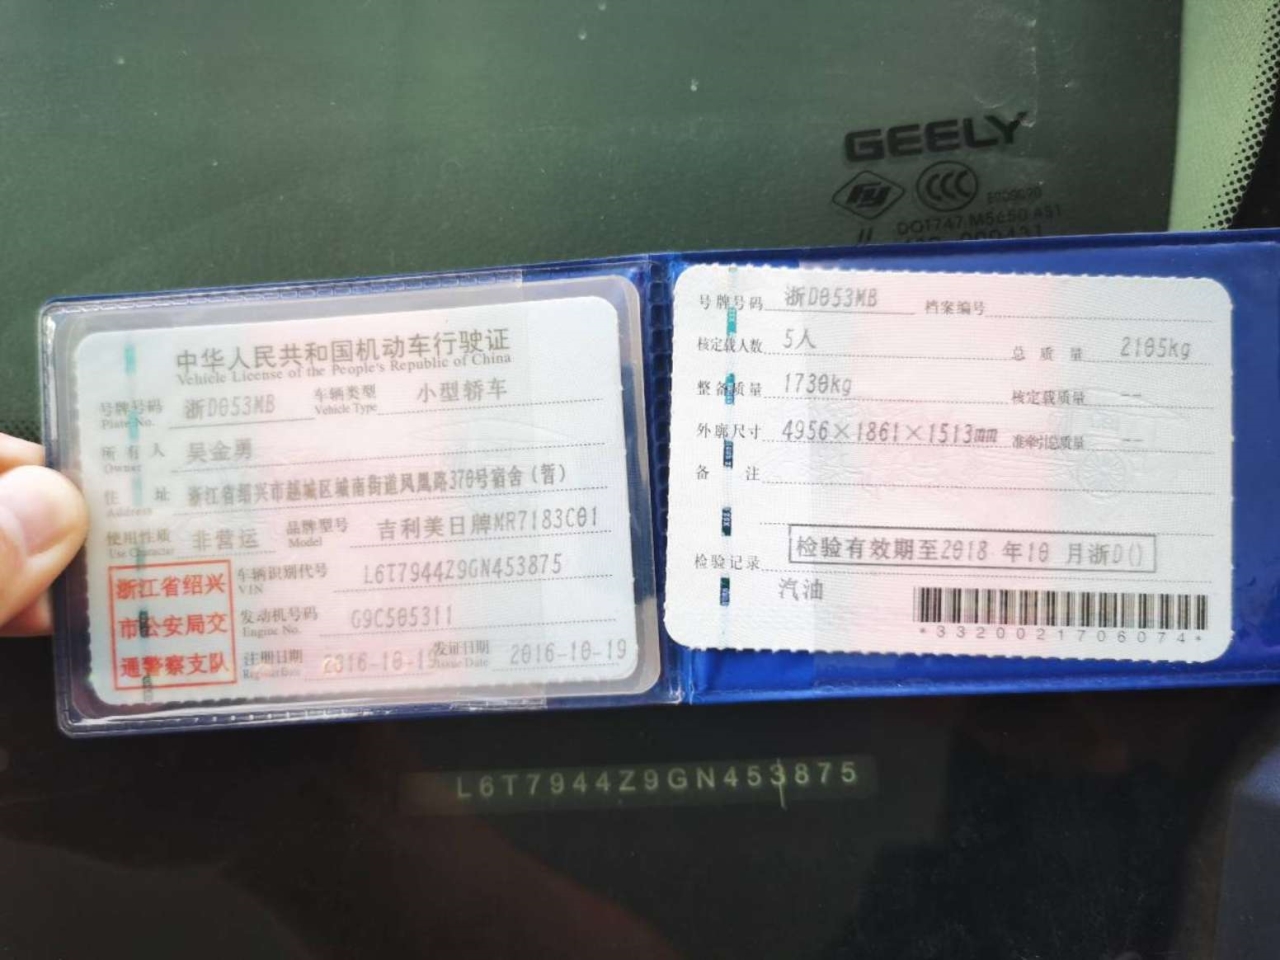 GEELY
E000200
DOT747 M5650 AS1
中华人民共和国机动车行驶证
Vehicle License of the People's Republic of China
号牌号码 浙D053MB 车辆类型 小型轿车
Plate No. Vehicle Type
所有人 吴金勇
Owner
住址 浙江省绍兴市越城区城南街道凤凰路370号宿舍(暂)
Address
使用性质 非营运 品牌型号 吉利美日牌MR7183C01
Use Character Model
浙江省绍兴
市公安局交
通警察支队
车辆识别代号 L6T7944Z9GN453875
VIN
发动机号码 G9C505311
Engine No.
注册日期 2016-10-19 发证日期 2016-10-19
Register Date Issue Date
号牌号码 浙D053MB 档案编号
核定载人数 5人 总质量 2105kg
整备质量 1730kg 核定载质量 --
外廓尺寸 4956×1861×1513mm 准牵引总质量 --
备注
检验记录 检验有效期至2018 年10 月浙D()
汽油
*3320021706074*
L6T7944Z9GN453875